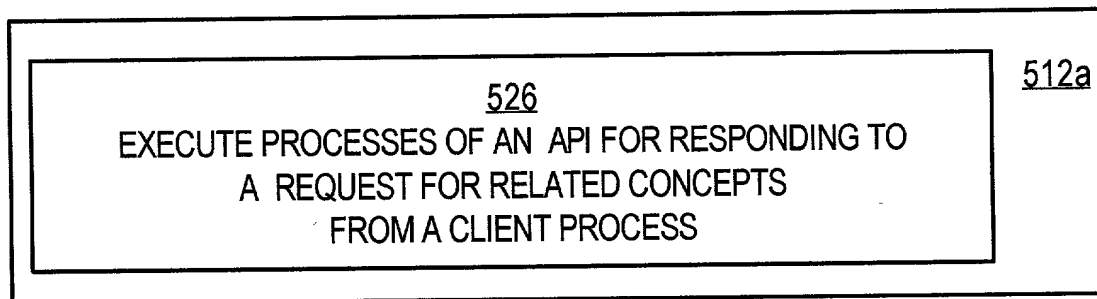 526
512a
EXECUTE PROCESSES OF AN API FOR RESPONDING TO
A REQUEST FOR RELATED CONCEPTS
FROM A CLIENT PROCESS